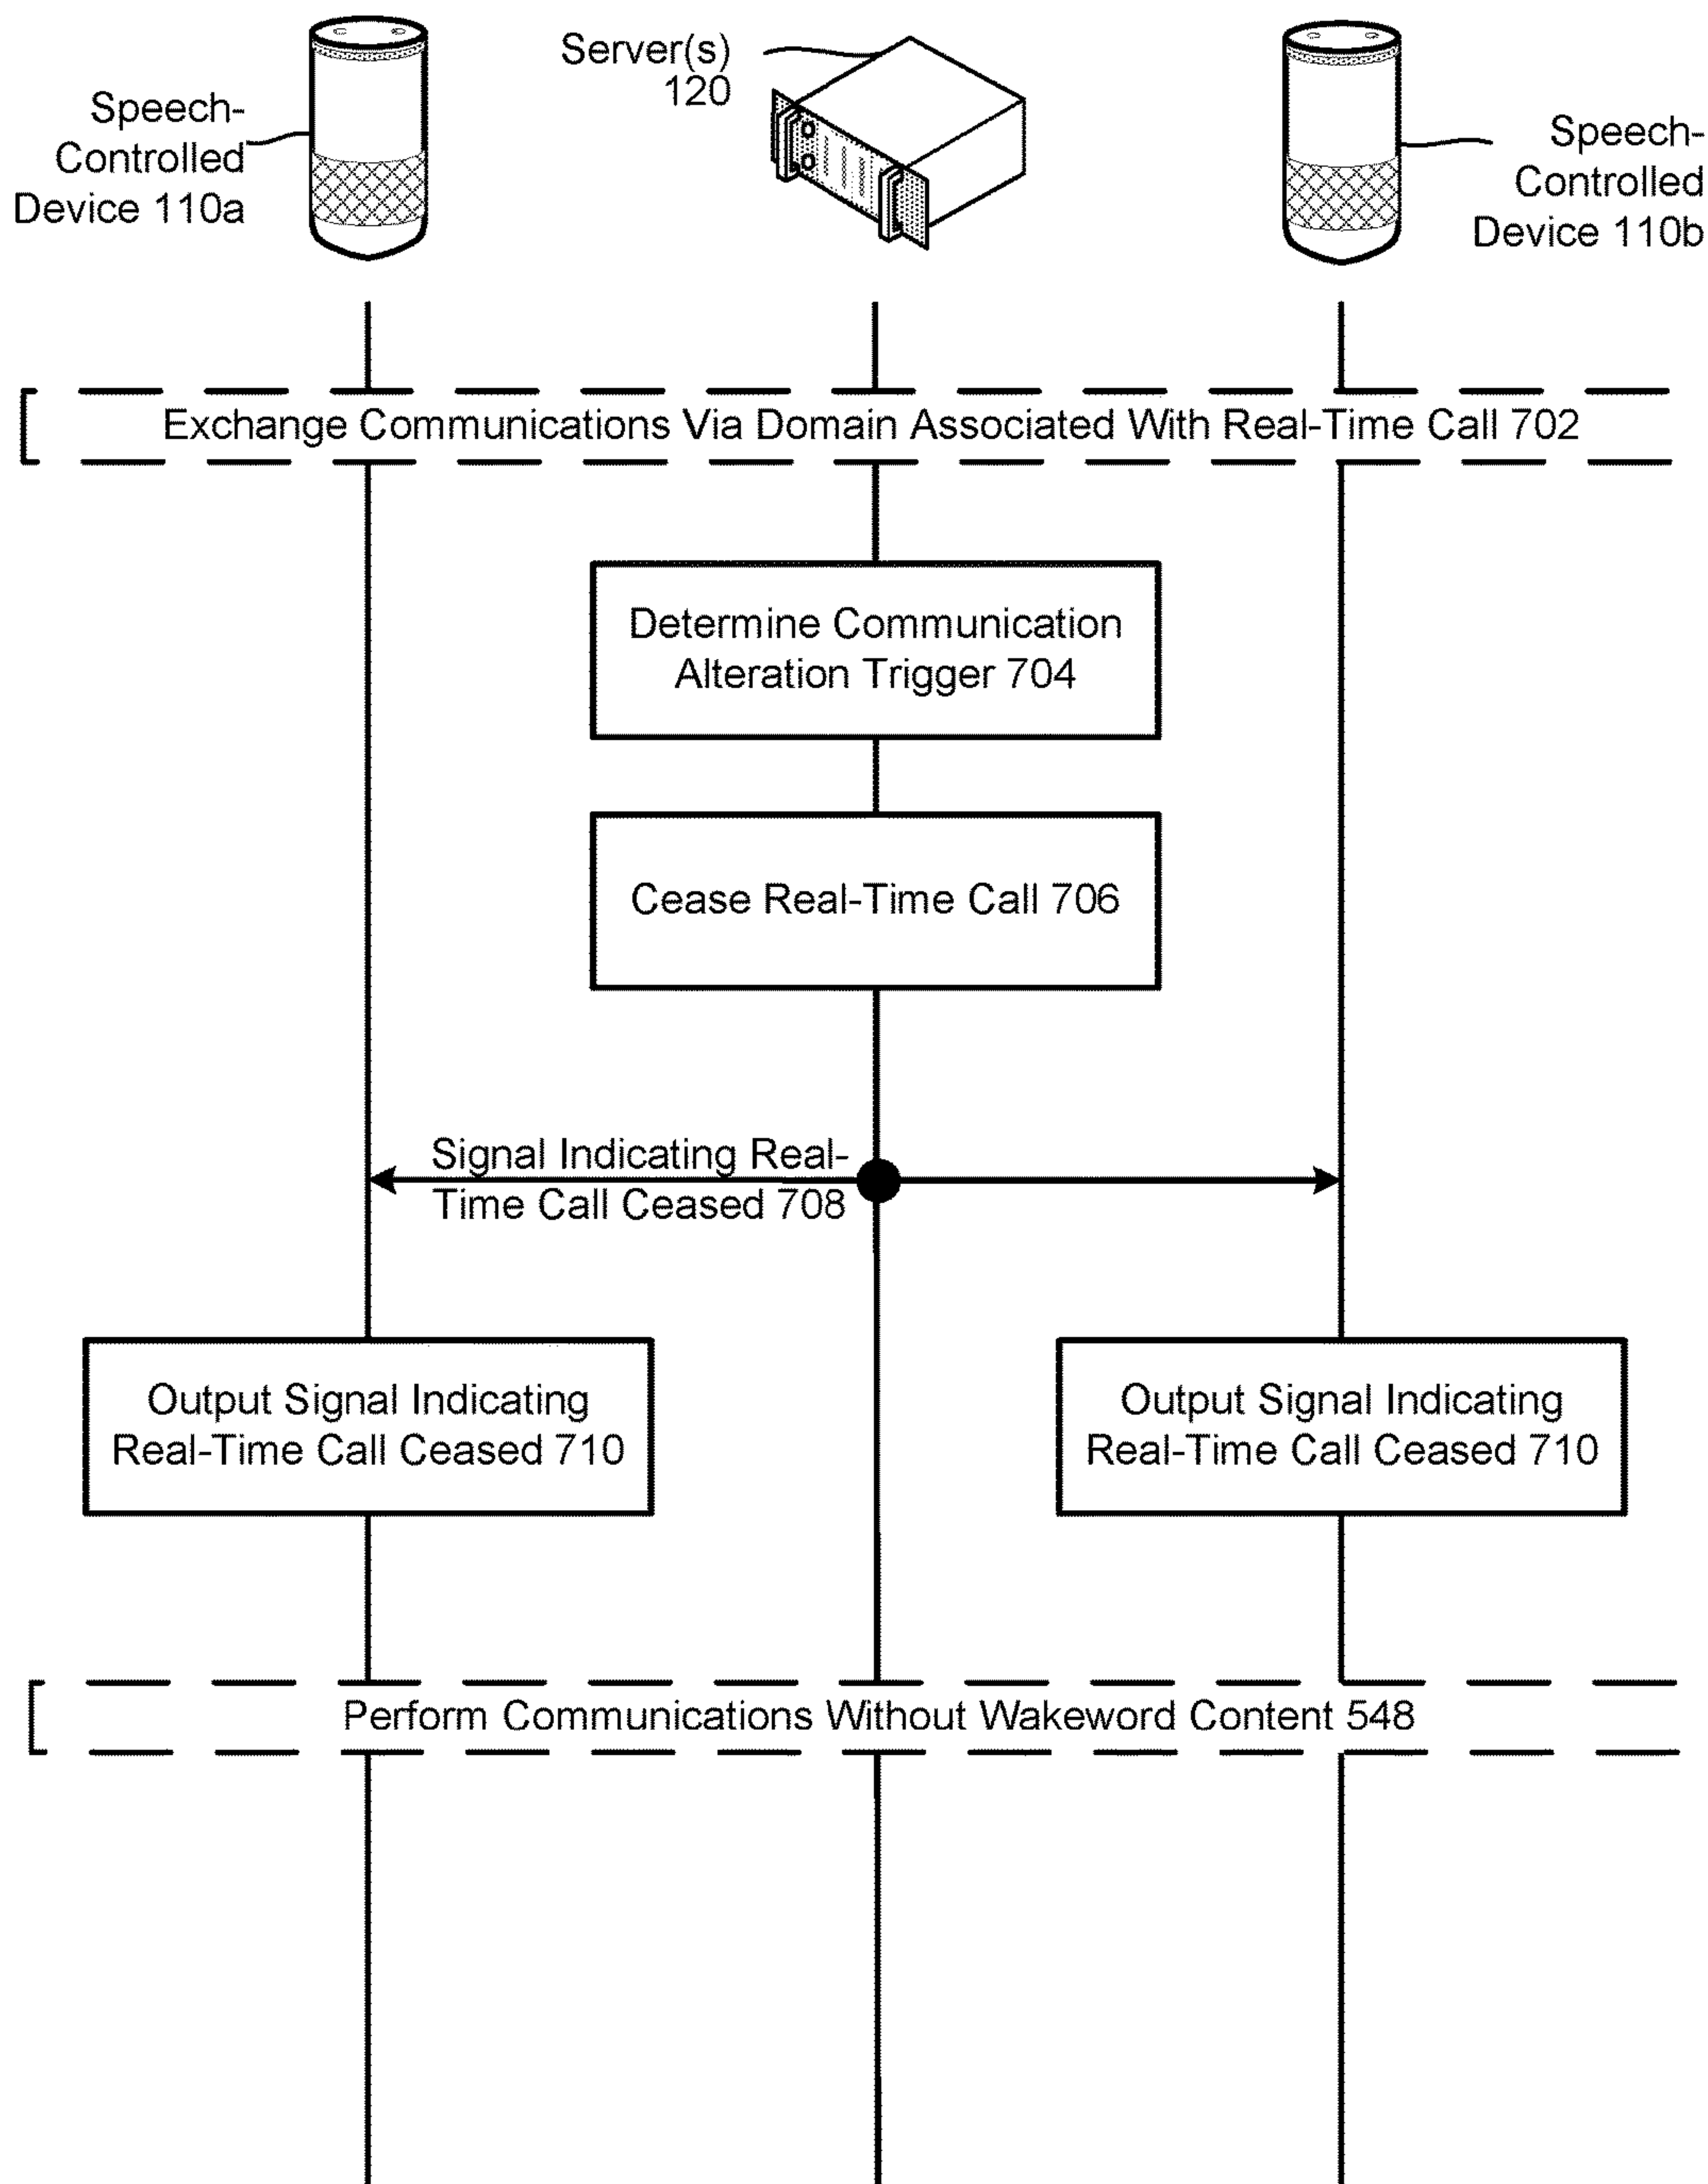 Speech-
Controlled
Device 110a
Server(s)
120
Speech-
Controlled
Device 110b
Exchange Communications Via Domain Associated With Real-Time Call 702
Determine Communication
Alteration Trigger 704
Cease Real-Time Call 706
Signal Indicating Real-
Time Call Ceased 708
Output Signal Indicating
Real-Time Call Ceased 710
Output Signal Indicating
Real-Time Call Ceased 710
Perform Communications Without Wakeword Content 548